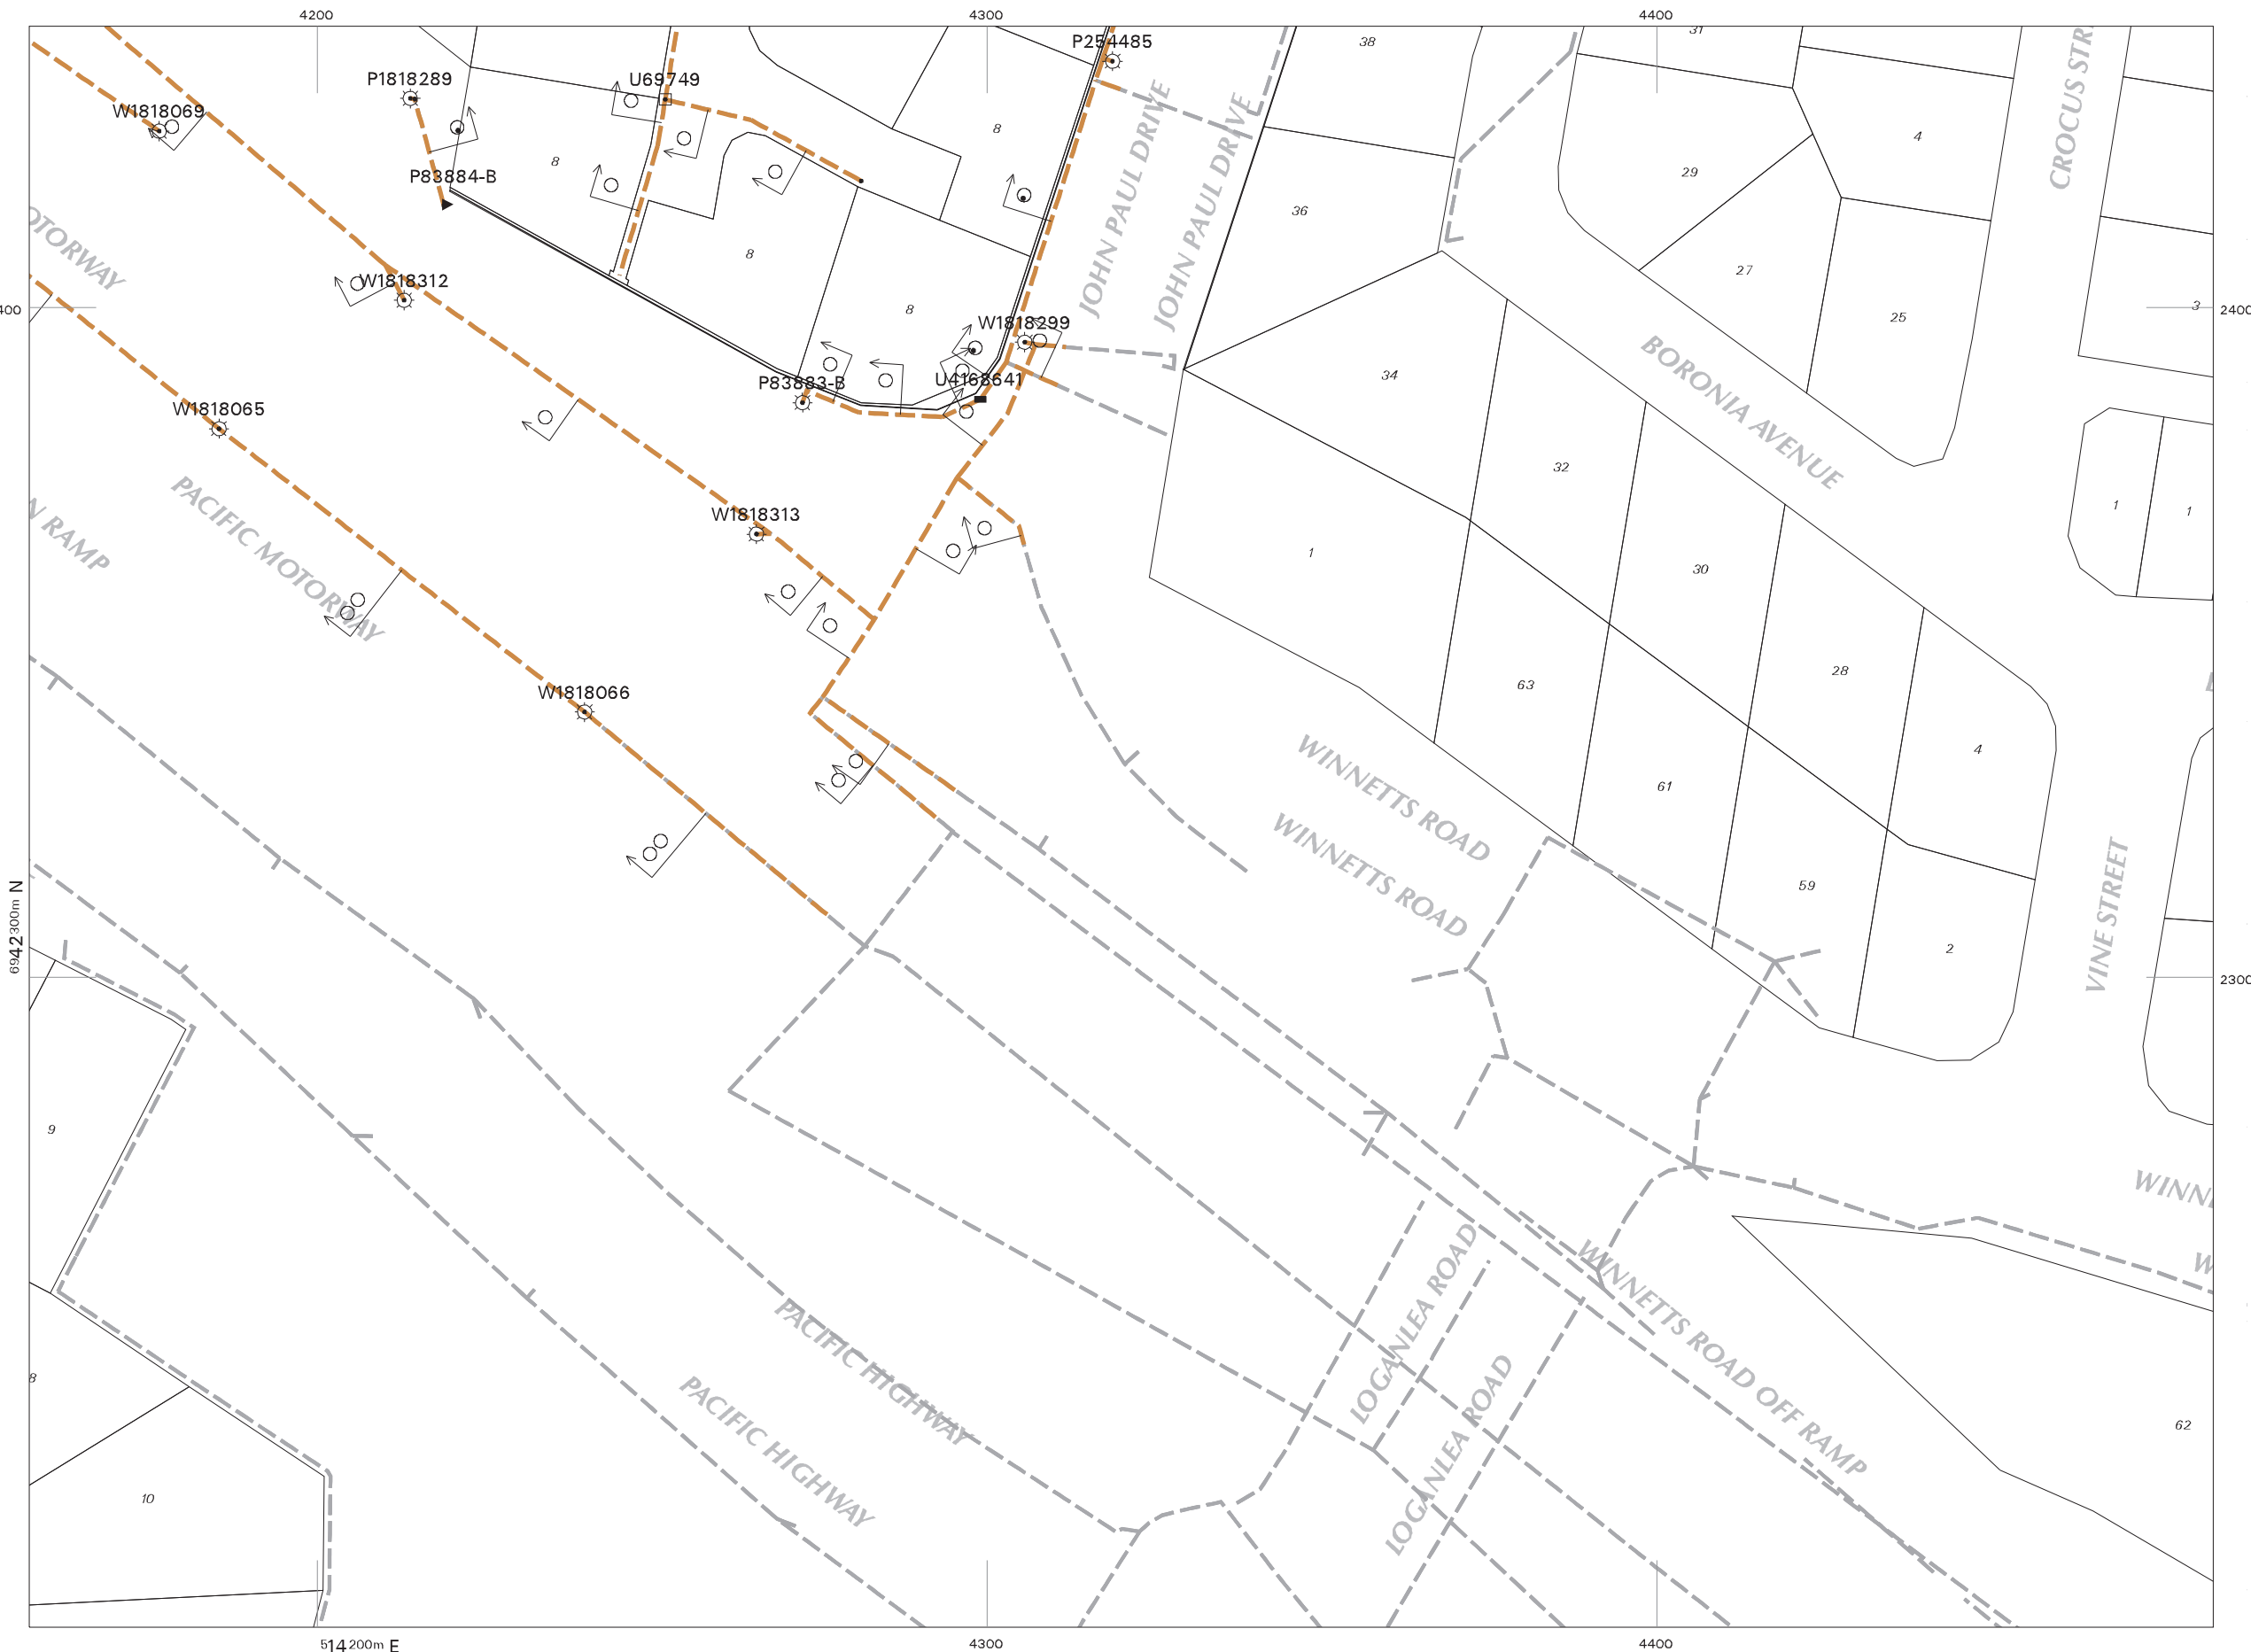 4200
4300
4400
P254485
38
31
P1818289
U69749
W1818069
8
8
4
CROCUS STR
P83884-B
29
JOHN PAUL DRIVE
JOHN PAUL DRIVE
36
OTORWAY
8
27
W1818312
8
400
W1818299
25
3
2400
BORONIA AVENUE
34
P83883-B
U4168641
W1818065
32
PACIFIC MOTORWAY
N RAMP
W1818313
1
30
1
1
63
28
W1818066
4
WINNETTS ROAD
61
WINNETTS ROAD
59
VINE STREET
6942300m N
2
2300
9
WINN
LOGANLEA ROAD
WINNETTS ROAD OFF RAMP
W
PACIFIC HIGHWAY
PACIFIC HIGHWAY
LOGANLEA ROAD
8
62
10
514200m E
4300
4400